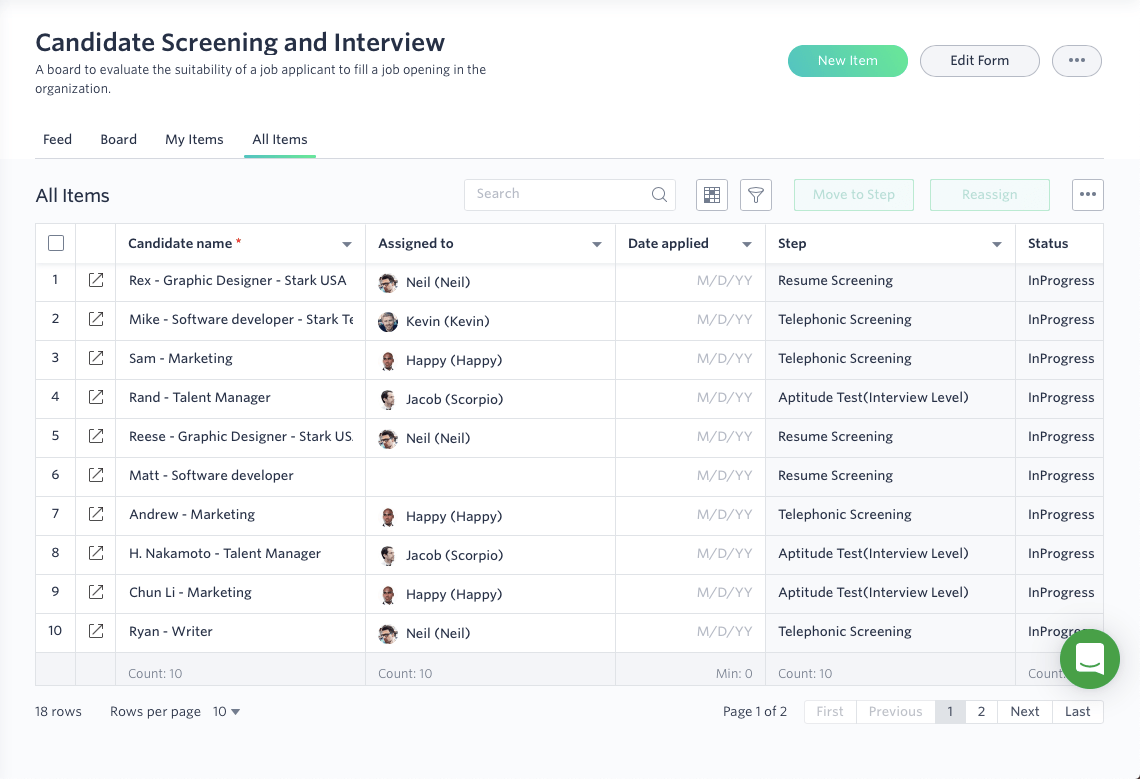 Candidate Screening and Interview
A board to evaluate the suitability of a job applicant to fill a job opening in the
organization.
New Item
Edit Form
Feed Board My Items All Items
All Items
Search
Move to Step
Reassign
Candidate name * Assigned to Date applied Step Status
1 Rex - Graphic Designer - Stark USA Neil (Neil) M/D/YY Resume Screening InProgress
2 Mike - Software developer - Stark Te Kevin (Kevin) M/D/YY Telephonic Screening InProgress
3 Sam - Marketing Happy (Happy) M/D/YY Telephonic Screening InProgress
4 Rand - Talent Manager Jacob (Scorpio) M/D/YY Aptitude Test(Interview Level) InProgress
5 Reese - Graphic Designer - Stark US Neil (Neil) M/D/YY Resume Screening InProgress
6 Matt - Software developer M/D/YY Resume Screening InProgress
7 Andrew - Marketing Happy (Happy) M/D/YY Telephonic Screening InProgress
8 H. Nakamoto - Talent Manager Jacob (Scorpio) M/D/YY Aptitude Test(Interview Level) InProgress
9 Chun Li - Marketing Happy (Happy) M/D/YY Aptitude Test(Interview Level) InProgress
10 Ryan - Writer Neil (Neil) M/D/YY Telephonic Screening InProgress
Count: 10 Count: 10 Min: 0 Count: 10 Count:
18 rows Rows per page 10 Page 1 of 2 First Previous 1 2 Next Last